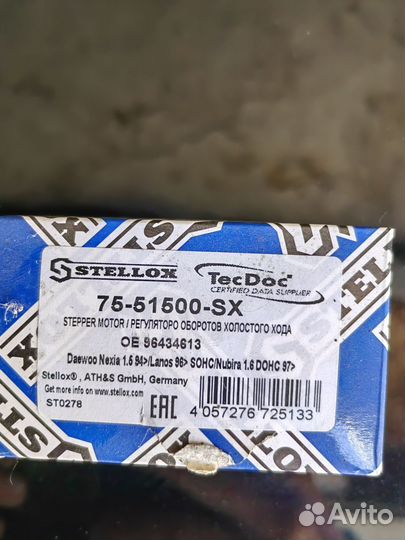 STELLOX
TecDoc
CERTIFIED DATA SUPPLIER
75-51500-SX
STEPPER MOTOR / РЕГУЛЯТОРО ОБОРОТОВ ХОЛОСТОГО ХОДА
OE 96434613
Daewoo Nexia 1.5 94>/Lanos 96> SOHC/Nubira 1.6 DOHC 97>
Stellox® , ATH&S GmbH, Germany
Get more info on www.stellox.com
ST0278
EAC
4 057276 725133
Avito